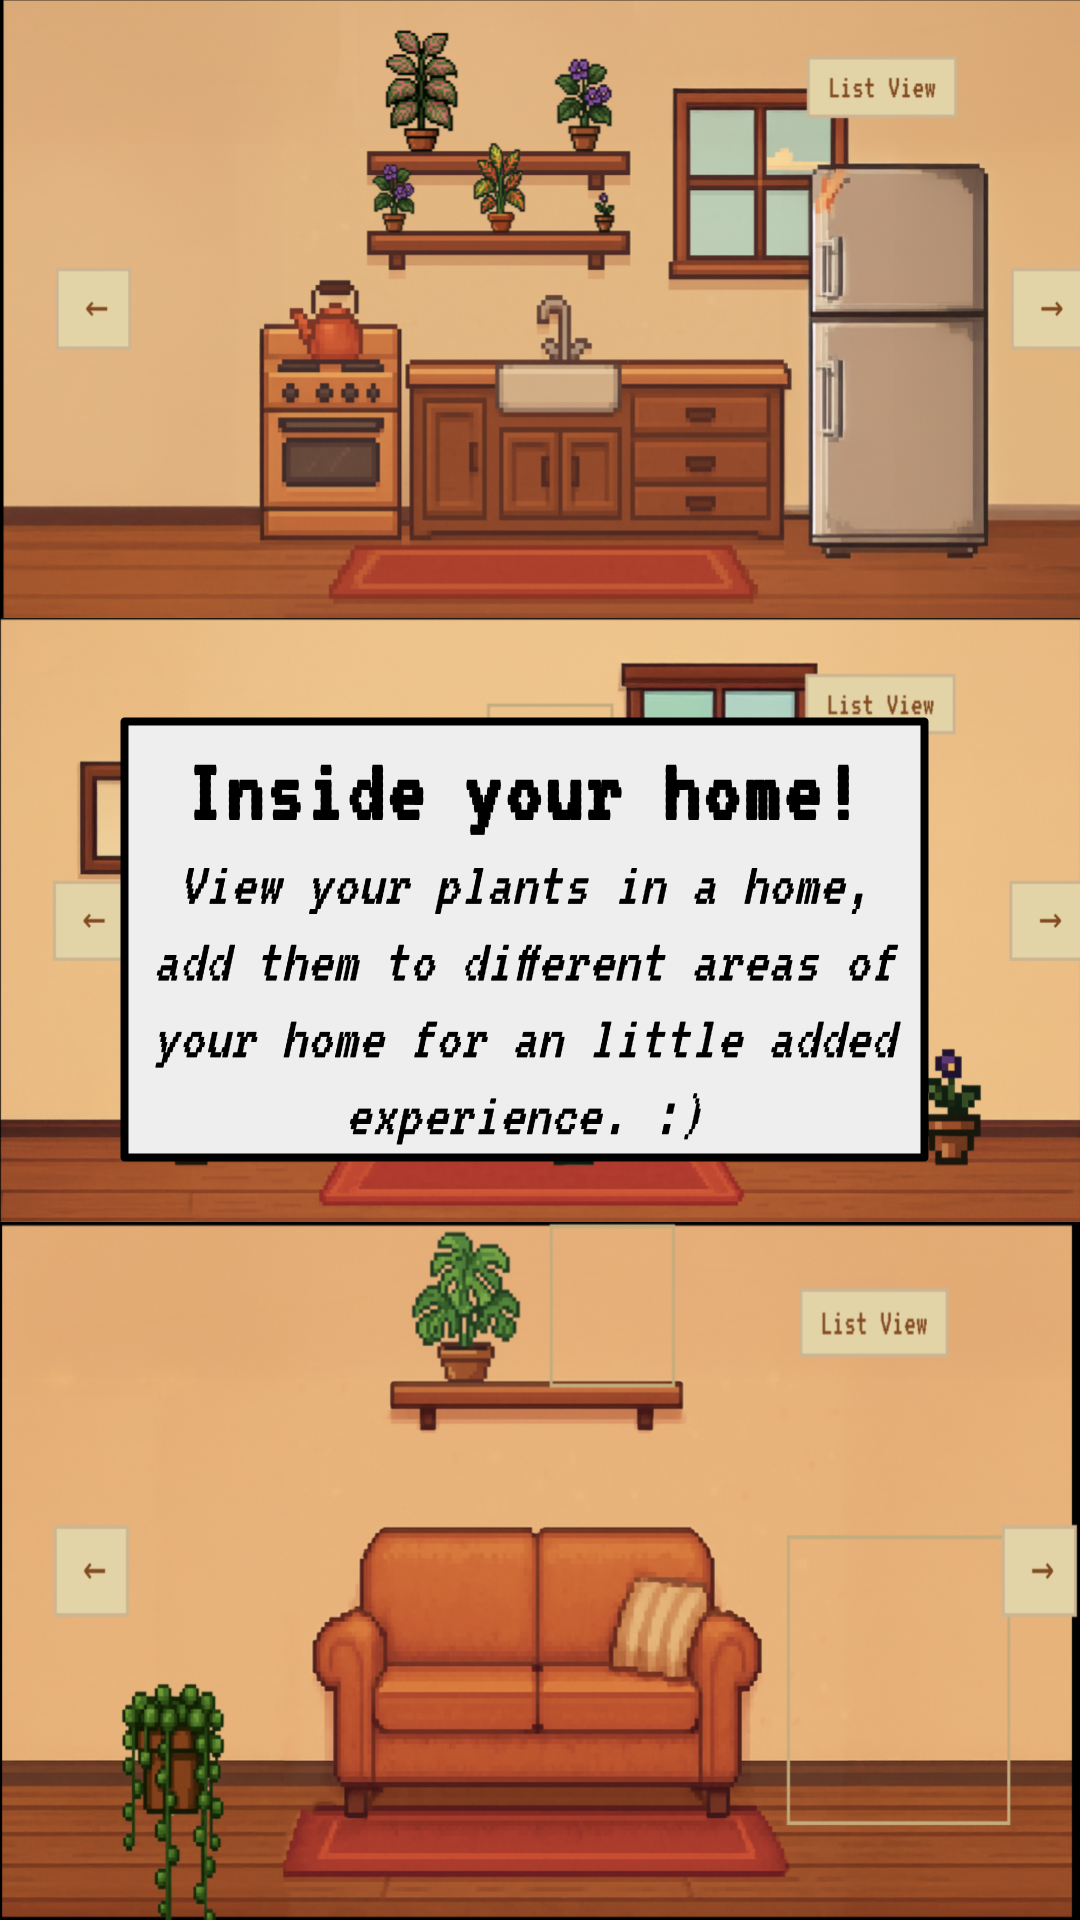 List View
←
→
List View
Inside your home!
View your plants in a home,
add them to different areas of
your home for an little added
experience. :)
←
→
List View
←
→